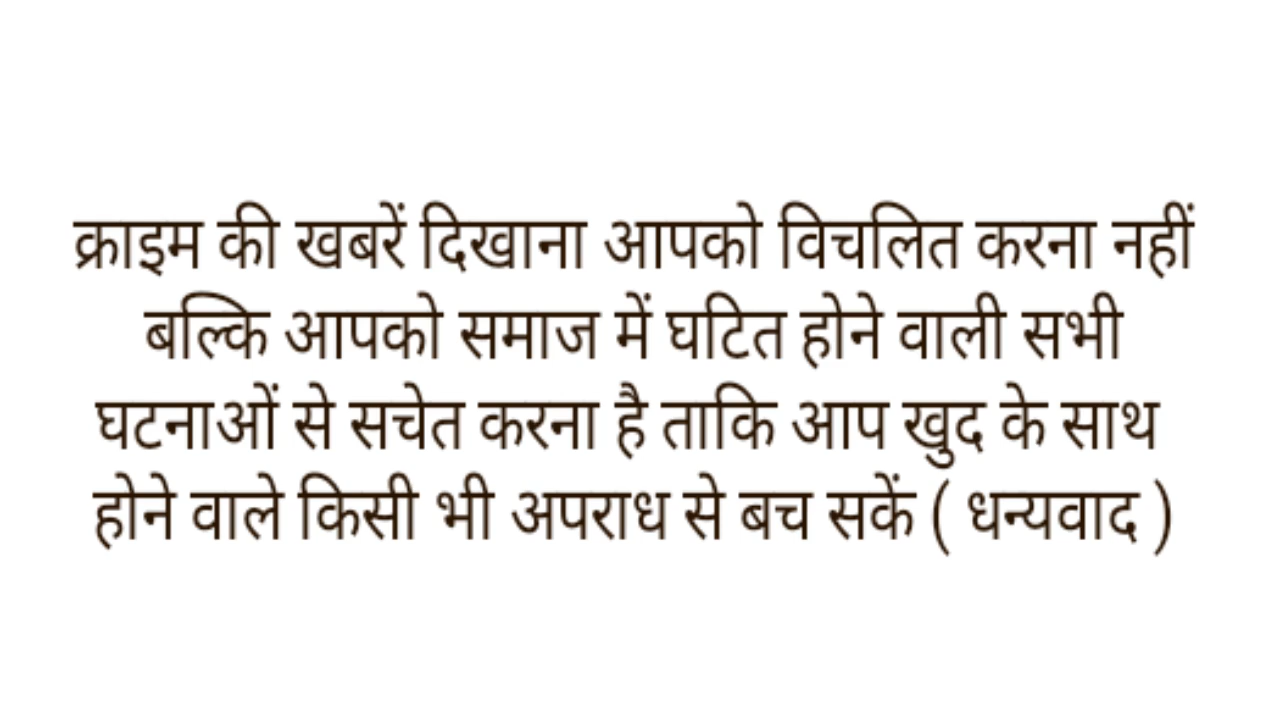 क्राइम की खबरें दिखाना आपको विचलित करना नहीं
बल्कि आपको समाज में घटित होने वाली सभी
घटनाओं से सचेत करना है ताकि आप खुद के साथ
होने वाले किसी भी अपराध से बच सकें ( धन्यवाद )